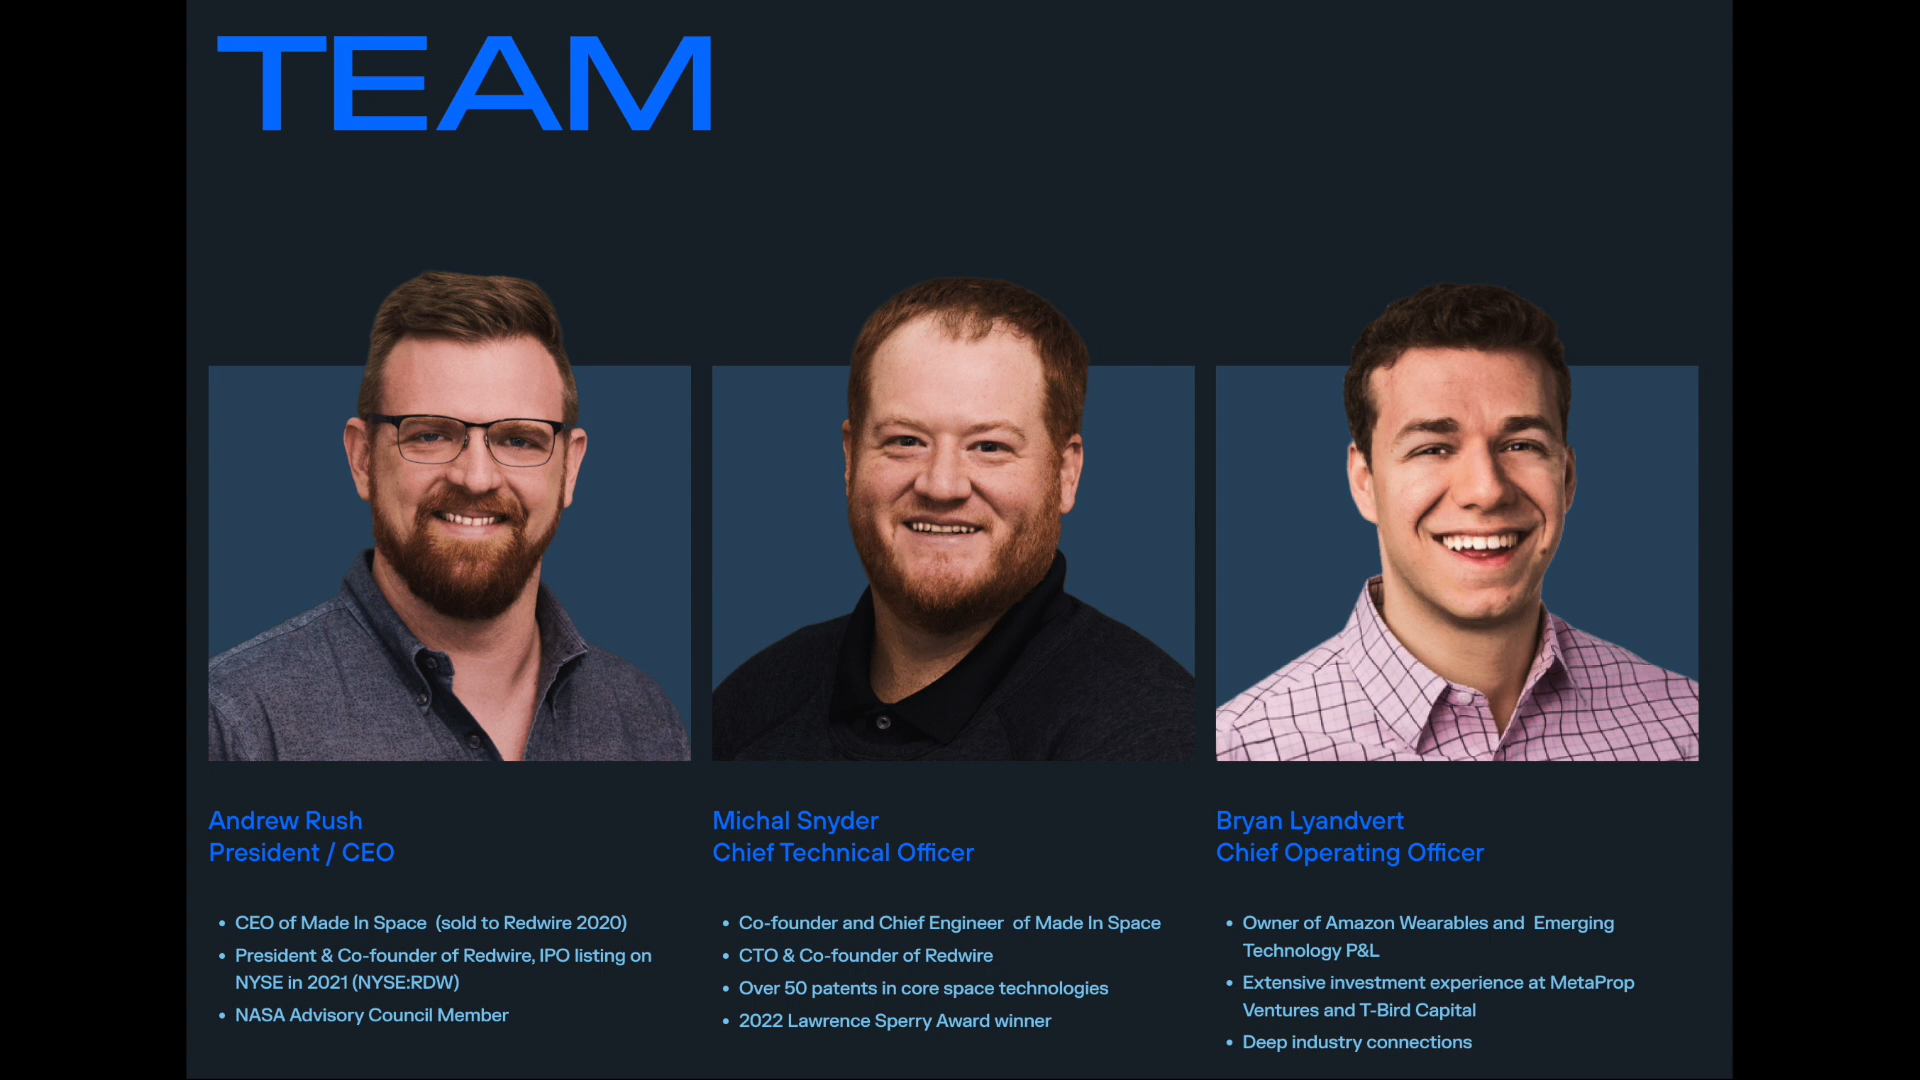 TEAM
Andrew Rush
President / CEO
• CEO of Made In Space (sold to Redwire 2020)
• President & Co-founder of Redwire, IPO listing on
NYSE in 2021 (NYSE:RDW)
• NASA Advisory Council Member
Michal Snyder
Chief Technical Officer
• Co-founder and Chief Engineer of Made In Space
• CTO & Co-founder of Redwire
• Over 50 patents in core space technologies
• 2022 Lawrence Sperry Award winner
Bryan Lyandvert
Chief Operating Officer
• Owner of Amazon Wearables and Emerging
Technology P&L
• Extensive investment experience at MetaProp
Ventures and T-Bird Capital
• Deep industry connections